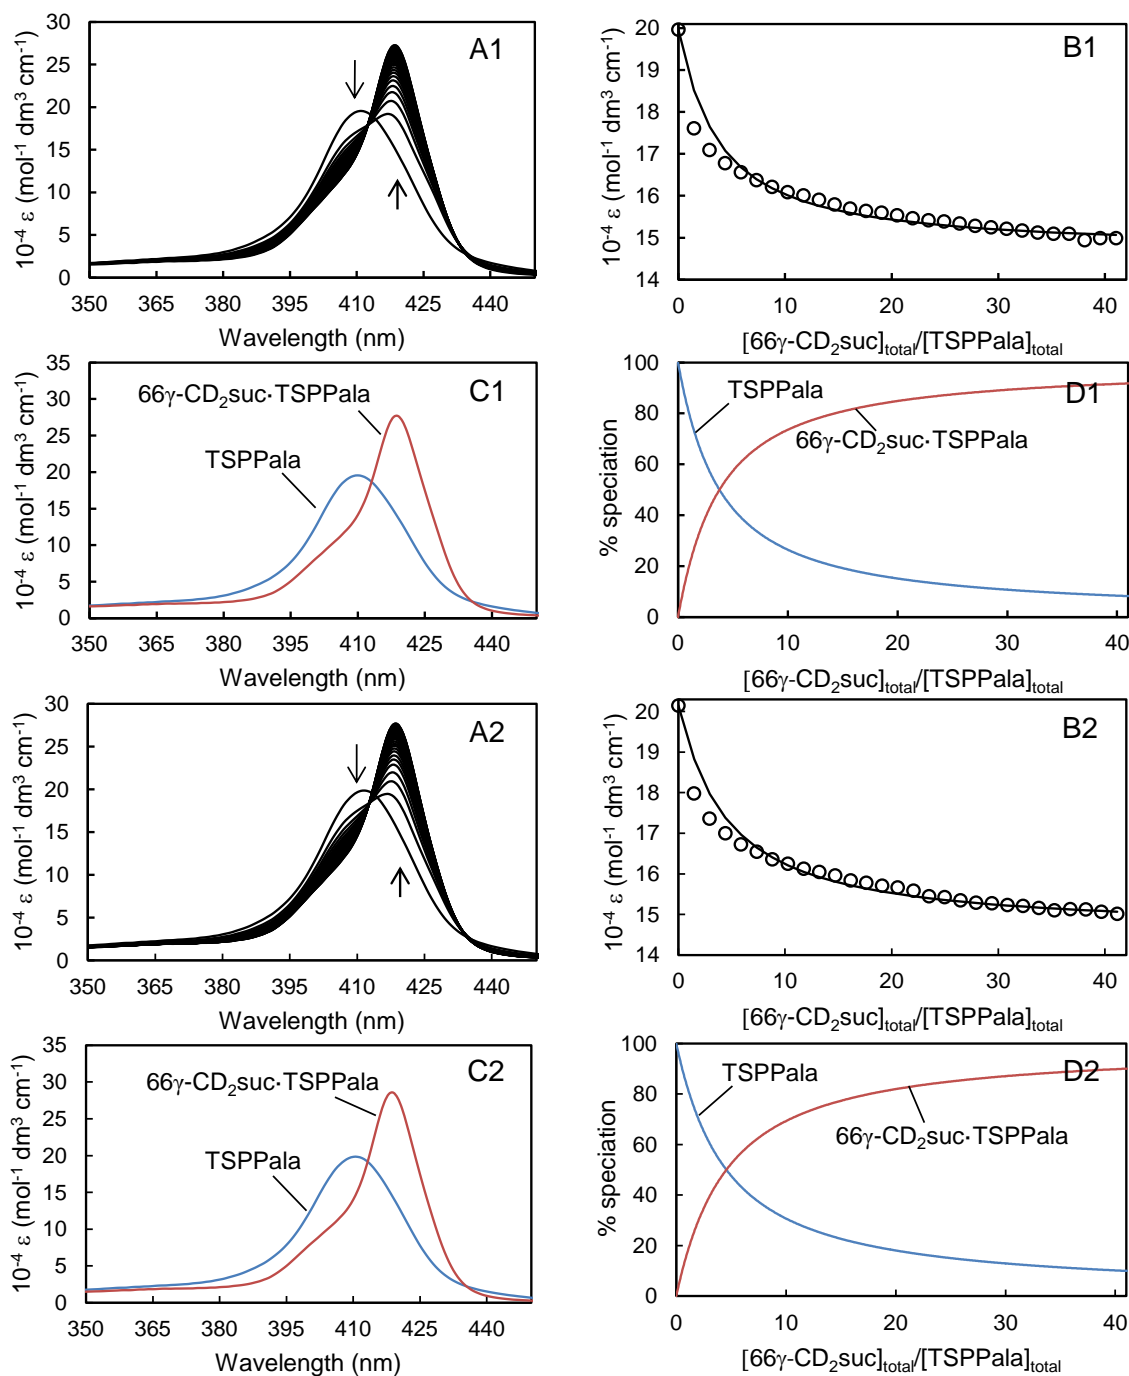 A1
10⁻⁴ ε (mol⁻¹ dm³ cm⁻¹)
30
25
20
15
10
5
0
350 365 380 395 410 425 440
Wavelength (nm)
B1
10⁻⁴ ε (mol⁻¹ dm³ cm⁻¹)
20
19
18
17
16
15
14
0 10 20 30 40
[66γ-CD₂suc]total/[TSPPala]total
C1
10⁻⁴ ε (mol⁻¹ dm³ cm⁻¹)
35
30
25
20
15
10
5
0
66γ-CD₂suc·TSPPala
TSPPala
350 365 380 395 410 425 440
Wavelength (nm)
D1
% speciation
100
80
60
40
20
0
TSPPala
66γ-CD₂suc·TSPPala
0 10 20 30 40
[66γ-CD₂suc]total/[TSPPala]total
A2
10⁻⁴ ε (mol⁻¹ dm³ cm⁻¹)
30
25
20
15
10
5
0
350 365 380 395 410 425 440
Wavelength (nm)
B2
10⁻⁴ ε (mol⁻¹ dm³ cm⁻¹)
20
19
18
17
16
15
14
0 10 20 30 40
[66γ-CD₂suc]total/[TSPPala]total
C2
10⁻⁴ ε (mol⁻¹ dm³ cm⁻¹)
35
30
25
20
15
10
5
0
66γ-CD₂suc·TSPPala
TSPPala
350 365 380 395 410 425 440
Wavelength (nm)
D2
% speciation
100
80
60
40
20
0
TSPPala
66γ-CD₂suc·TSPPala
0 10 20 30 40
[66γ-CD₂suc]total/[TSPPala]total